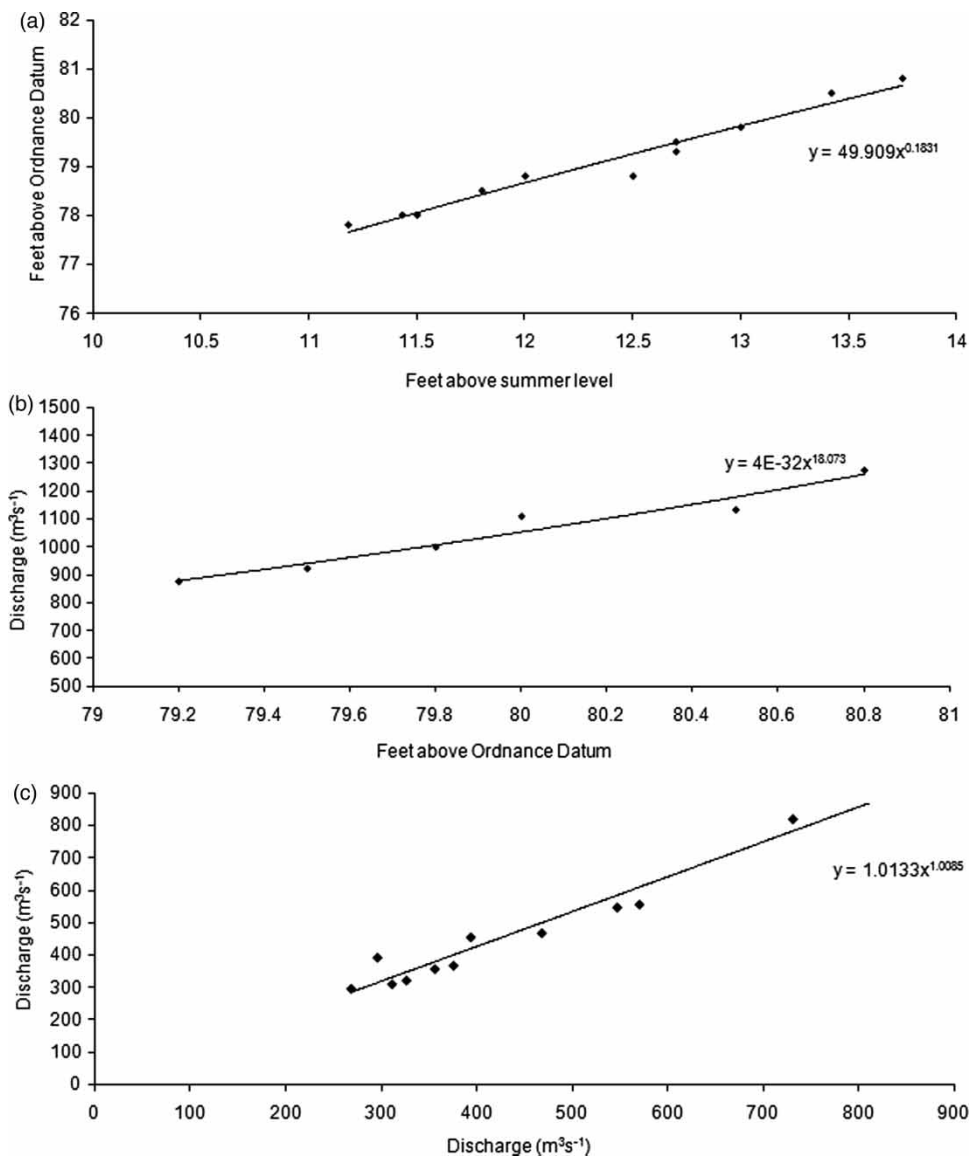 (a)
82
81
80
79
78
77
76
Feet above Ordnance Datum
y = 49.909x^0.1831
10 10.5 11 11.5 12 12.5 13 13.5 14
Feet above summer level
(b)
1500
1400
1300
1200
1100
1000
900
800
700
600
500
Discharge (m³s⁻¹)
y = 4E-32x^18.073
79 79.2 79.4 79.6 79.8 80 80.2 80.4 80.6 80.8 81
Feet above Ordnance Datum
(c)
900
800
700
600
500
400
300
200
100
0
Discharge (m³s⁻¹)
y = 1.0133x^1.0085
0 100 200 300 400 500 600 700 800 900
Discharge (m³s⁻¹)